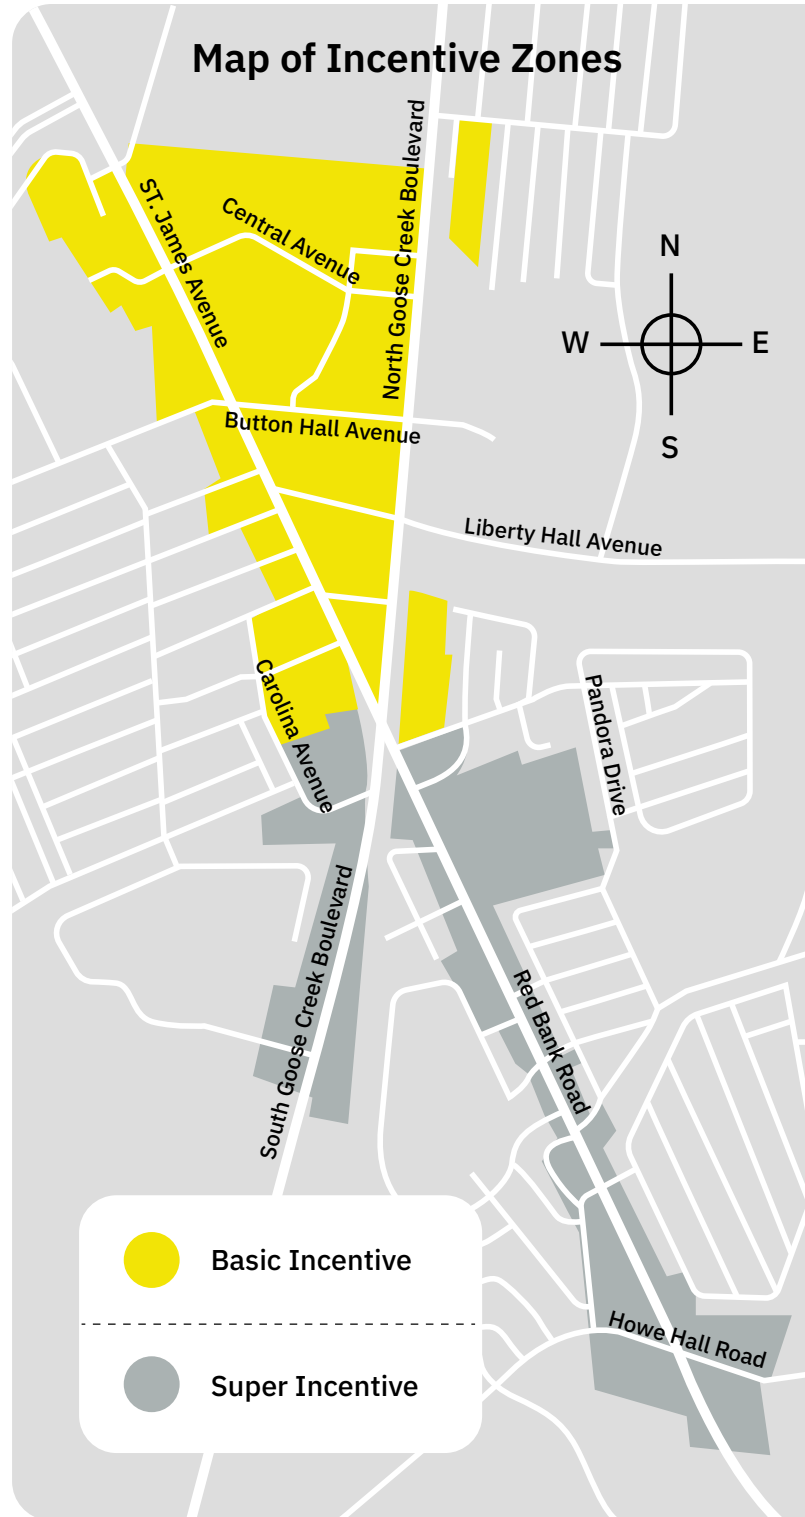 Map of Incentive Zones
ST. James Avenue
Central Avenue
North Goose Creek Boulevard
N
W
E
S
Button Hall Avenue
Liberty Hall Avenue
Carolina Avenue
Pandora Drive
South Goose Creek Boulevard
Red Bank Road
Howe Hall Road
Basic Incentive
Super Incentive